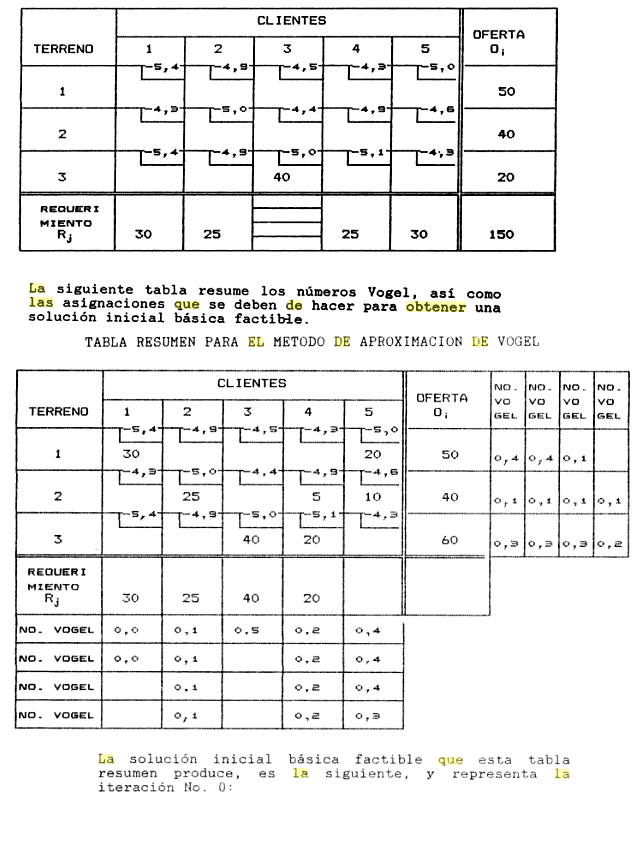 CLIENTES
TERRENO 1 2 3 4 5 OFERTA Oi
-5,4 -4,9 -4,5 -4,3 -5,0
1 50
-4,3 -5,0 -4,4 -4,9 -4,6
2 40
-5,4 -4,9 -5,0 -5,1 -4,3
3 40 20
REQUERI
MIENTO
Rj 30 25 25 30 150
La siguiente tabla resume los números Vogel, así como
las asignaciones que se deben de hacer para obtener una
solución inicial básica factible.
TABLA RESUMEN PARA EL METODO DE APROXIMACION DE VOGEL
CLIENTES
TERRENO 1 2 3 4 5 OFERTA Oi NO. VO GEL NO. VO GEL NO. VO GEL NO. VO GEL
-5,4 -4,9 -4,5 -4,3 -5,0
1 30 20 50 0,4 0,4 0,1
-4,3 -5,0 -4,4 -4,9 -4,6
2 25 5 10 40 0,1 0,1 0,1 0,1
-5,4 -4,9 -5,0 -5,1 -4,3
3 40 20 60 0,3 0,3 0,3 0,2
REQUERI
MIENTO
Rj 30 25 40 20
NO. VOGEL 0,0 0,1 0,5 0,2 0,4
NO. VOGEL 0,0 0,1 0,2 0,4
NO. VOGEL 0,1 0,2 0,4
NO. VOGEL 0,1 0,2 0,3
La solución inicial básica factible que esta tabla
resumen produce, es la siguiente, y representa la
iteración No. 0: